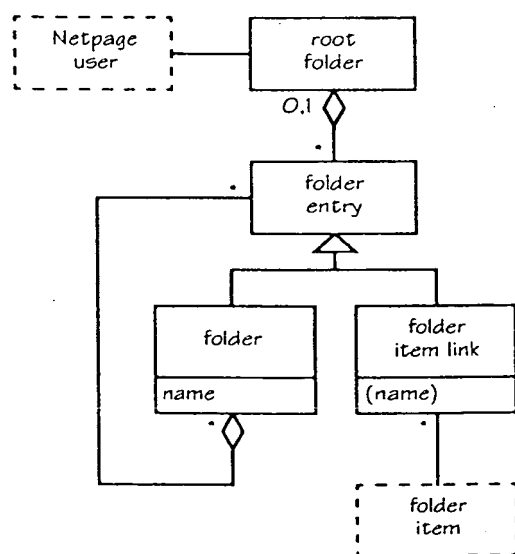 Netpage
user
root
folder
0,1
*
*
folder
entry
folder
name
*
folder
item link
(name)
*
folder
item